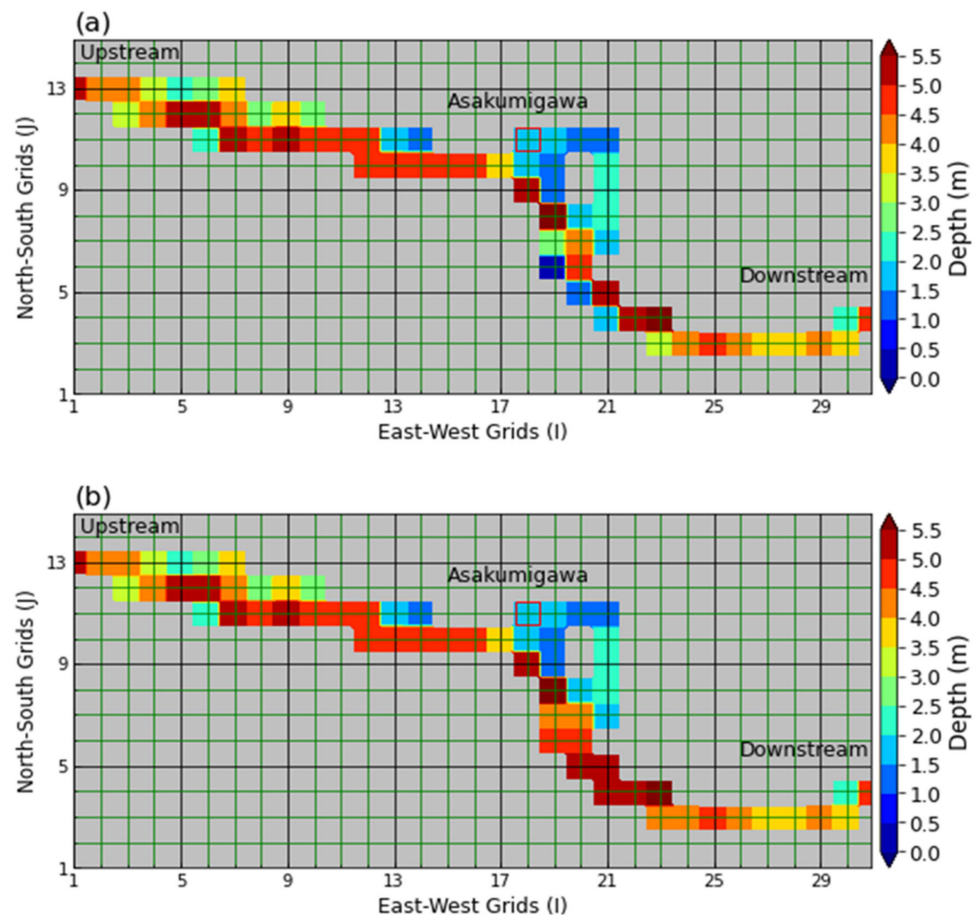 (a)
Upstream
Asakumigawa
Downstream
13
9
5
1
1 5 9 13 17 21 25 29
East-West Grids (I)
North-South Grids (J)
5.5
5.0
4.5
4.0
3.5
3.0
2.5
2.0
1.5
1.0
0.5
0.0
Depth (m)
(b)
Upstream
Asakumigawa
Downstream
13
9
5
1
1 5 9 13 17 21 25 29
East-West Grids (I)
North-South Grids (J)
5.5
5.0
4.5
4.0
3.5
3.0
2.5
2.0
1.5
1.0
0.5
0.0
Depth (m)